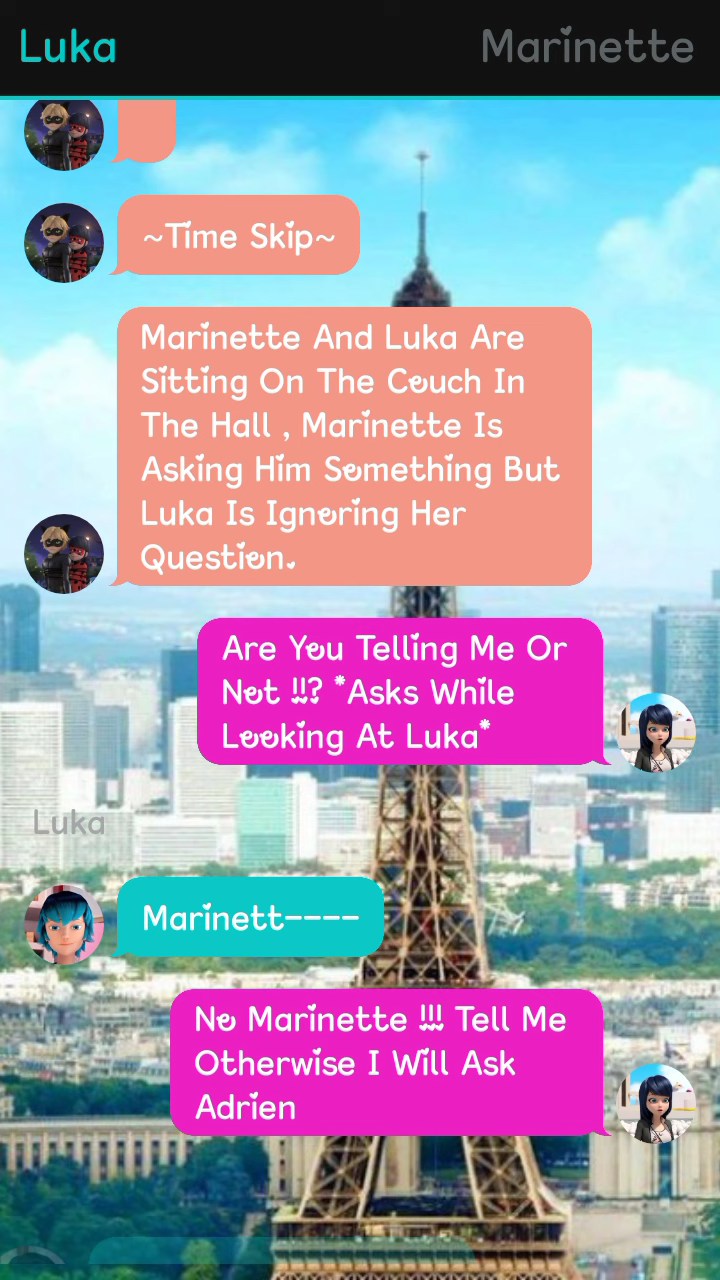 Luka
Marinette
~Time Skip~
Marinette And Luka Are
Sitting On The Couch In
The Hall , Marinette Is
Asking Him Something But
Luka Is Ignoring Her
Question.
Are You Telling Me Or
Not !!? *Asks While
Looking At Luka*
Luka
Marinett----
No Marinette !!! Tell Me
Otherwise I Will Ask
Adrien